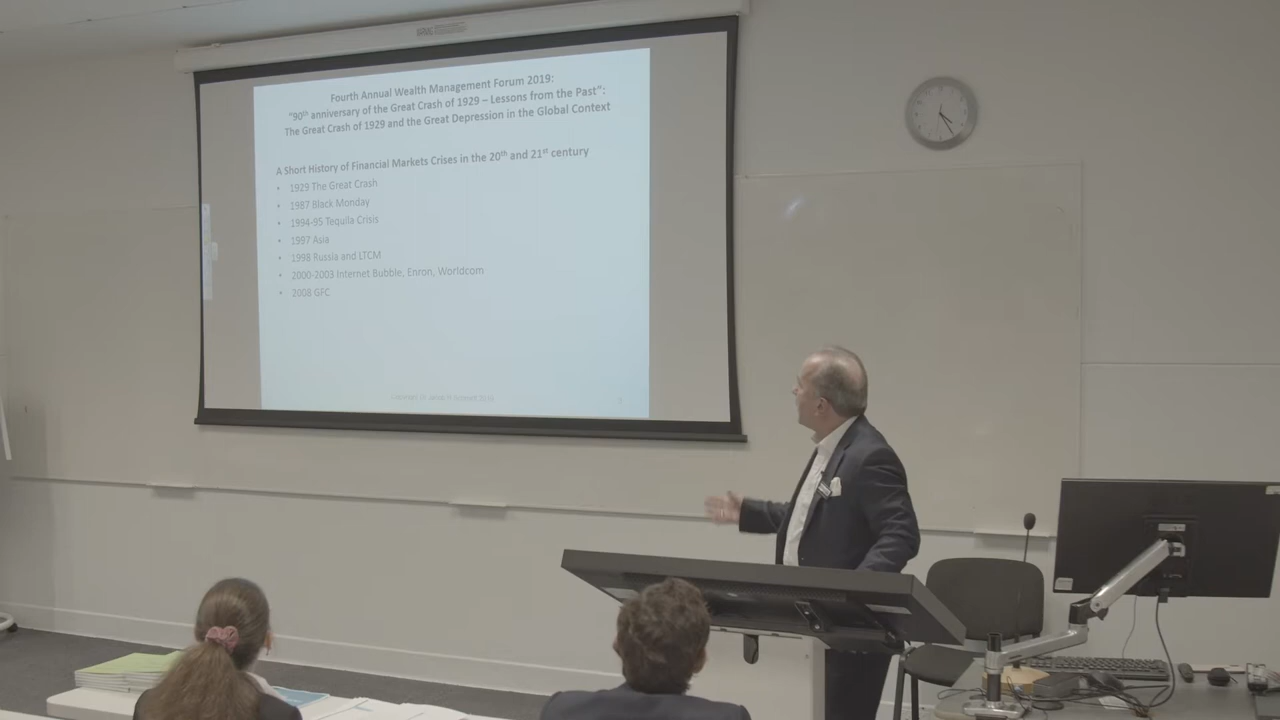 Fourth Annual Wealth Management Forum 2019:
"90th anniversary of the Great Crash of 1929 – Lessons from the Past":
The Great Crash of 1929 and the Great Depression in the Global Context
A Short History of Financial Markets Crises in the 20th and 21st century
• 1929 The Great Crash
• 1987 Black Monday
• 1994-95 Tequila Crisis
• 1997 Asia
• 1998 Russia and LTCM
• 2000-2003 Internet Bubble, Enron, Worldcom
• 2008 GFC